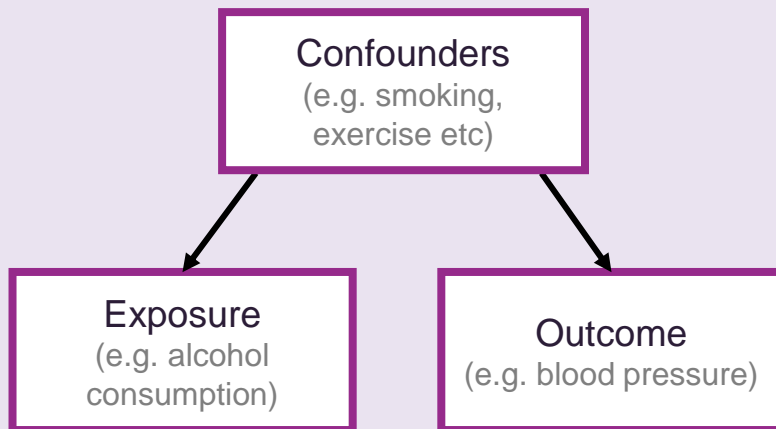 Confounders
(e.g. smoking,
exercise etc)
Exposure
(e.g. alcohol
consumption)
Outcome
(e.g. blood pressure)